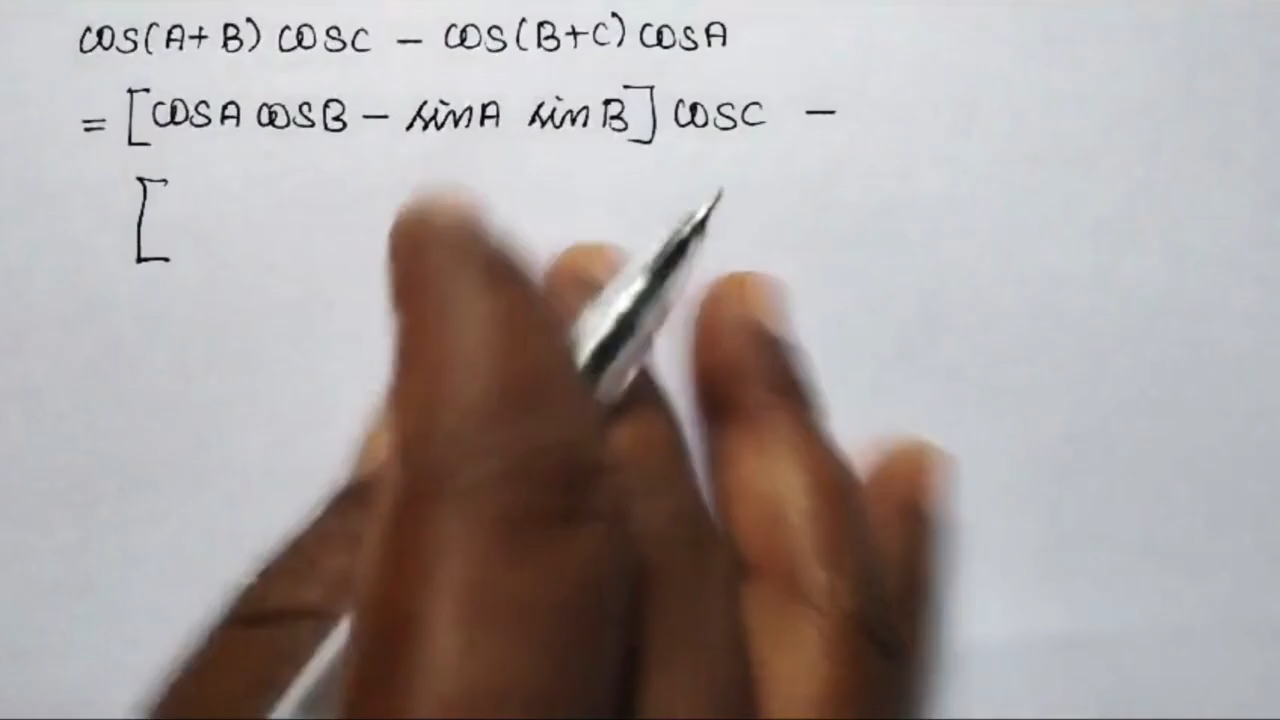 cos(A+B) cosC - cos(B+C) cosA
= [cosA cosB - sinA sinB] cosC -
[